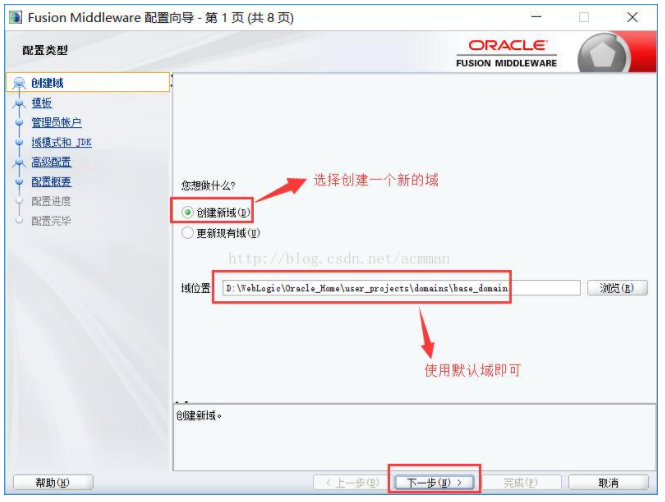 Fusion Middleware 配置向导 - 第 1 页 (共 8 页)
配置类型
ORACLE
FUSION MIDDLEWARE
创建域
模板
管理员帐户
域模式和 JDK
高级配置
配置概要
配置进度
配置完毕
您想做什么?
选择创建一个新的域
创建新域(D)
更新现有域(U)
http://blog.csdn.net/acmman
域位置
D:\WebLogic\Oracle_Home\user_projects\domains\base_domain
浏览(R)
使用默认域即可
创建新域。
帮助(H)
< 上一步(B)
下一步(N) >
完成(F)
取消